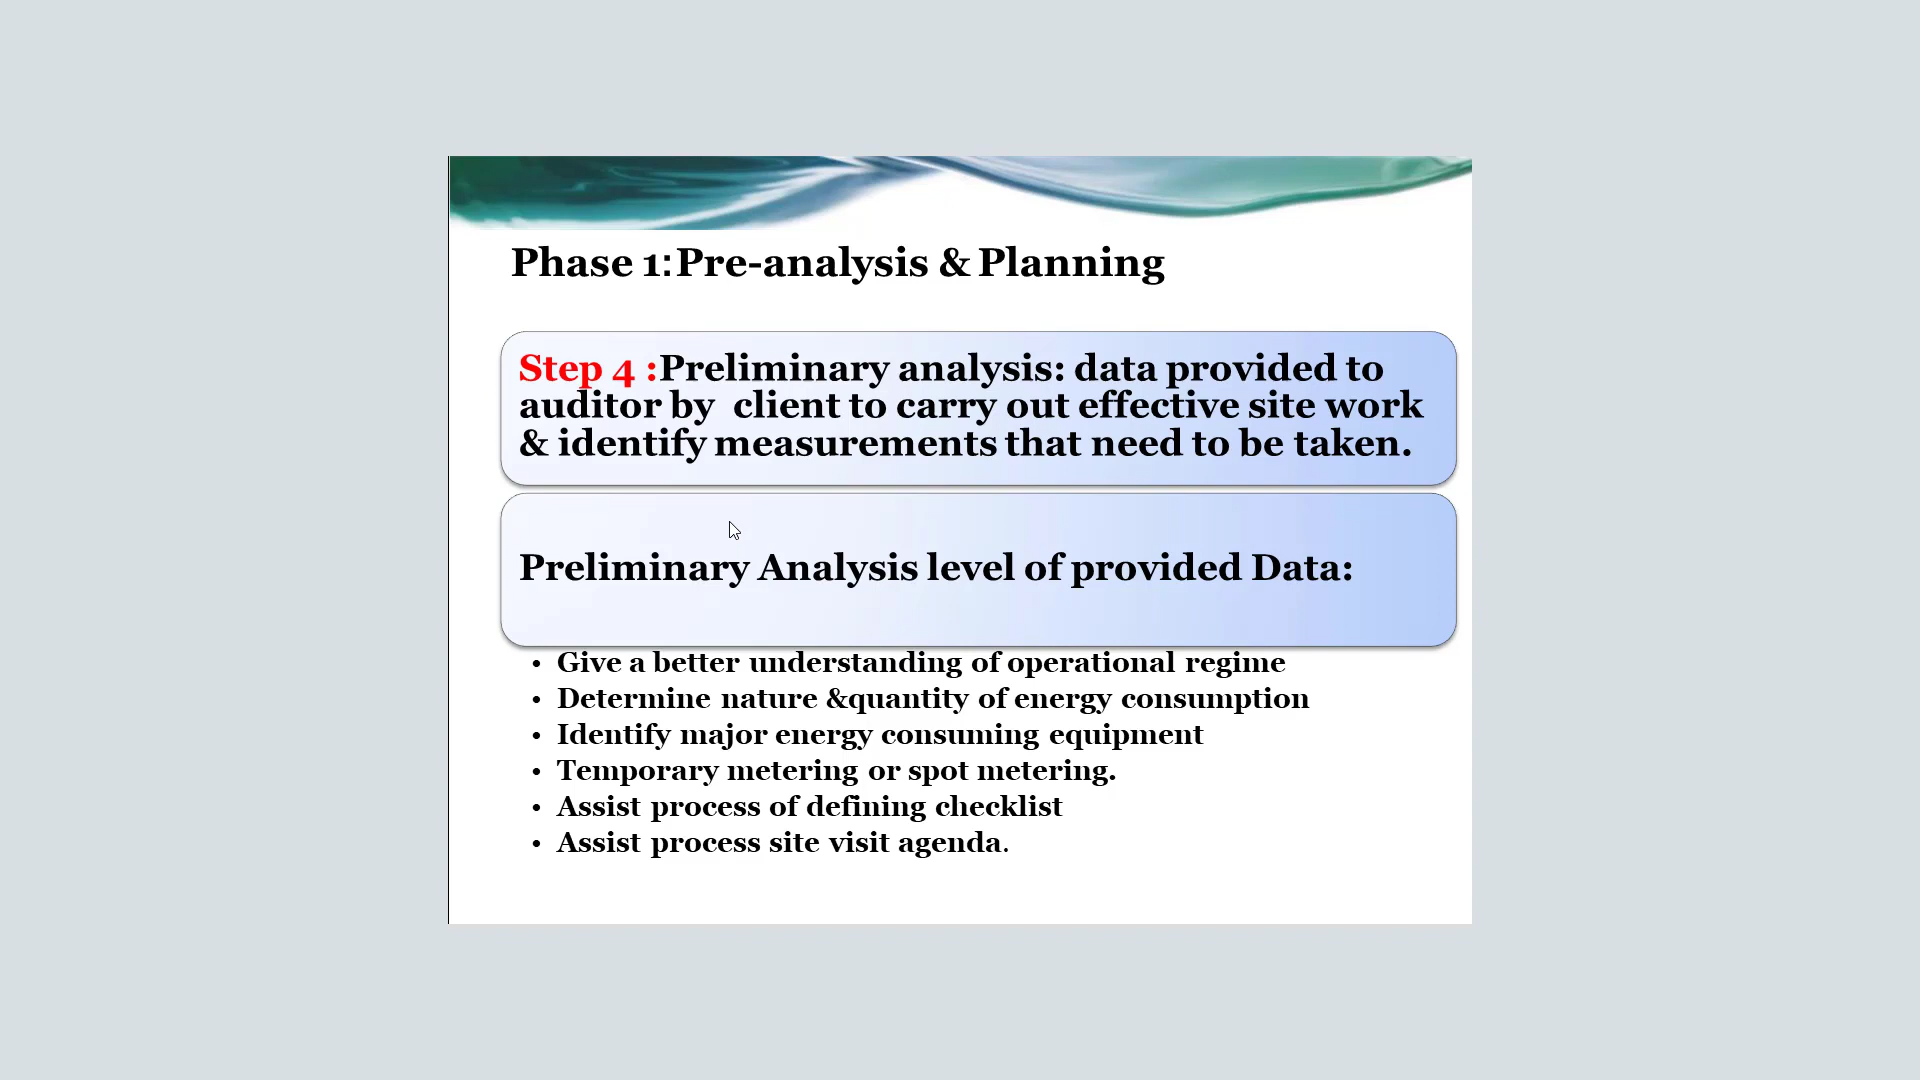 Phase 1:Pre-analysis & Planning
Step 4 :Preliminary analysis: data provided to
auditor by client to carry out effective site work
& identify measurements that need to be taken.
Preliminary Analysis level of provided Data:
• Give a better understanding of operational regime
• Determine nature &quantity of energy consumption
• Identify major energy consuming equipment
• Temporary metering or spot metering.
• Assist process of defining checklist
• Assist process site visit agenda.